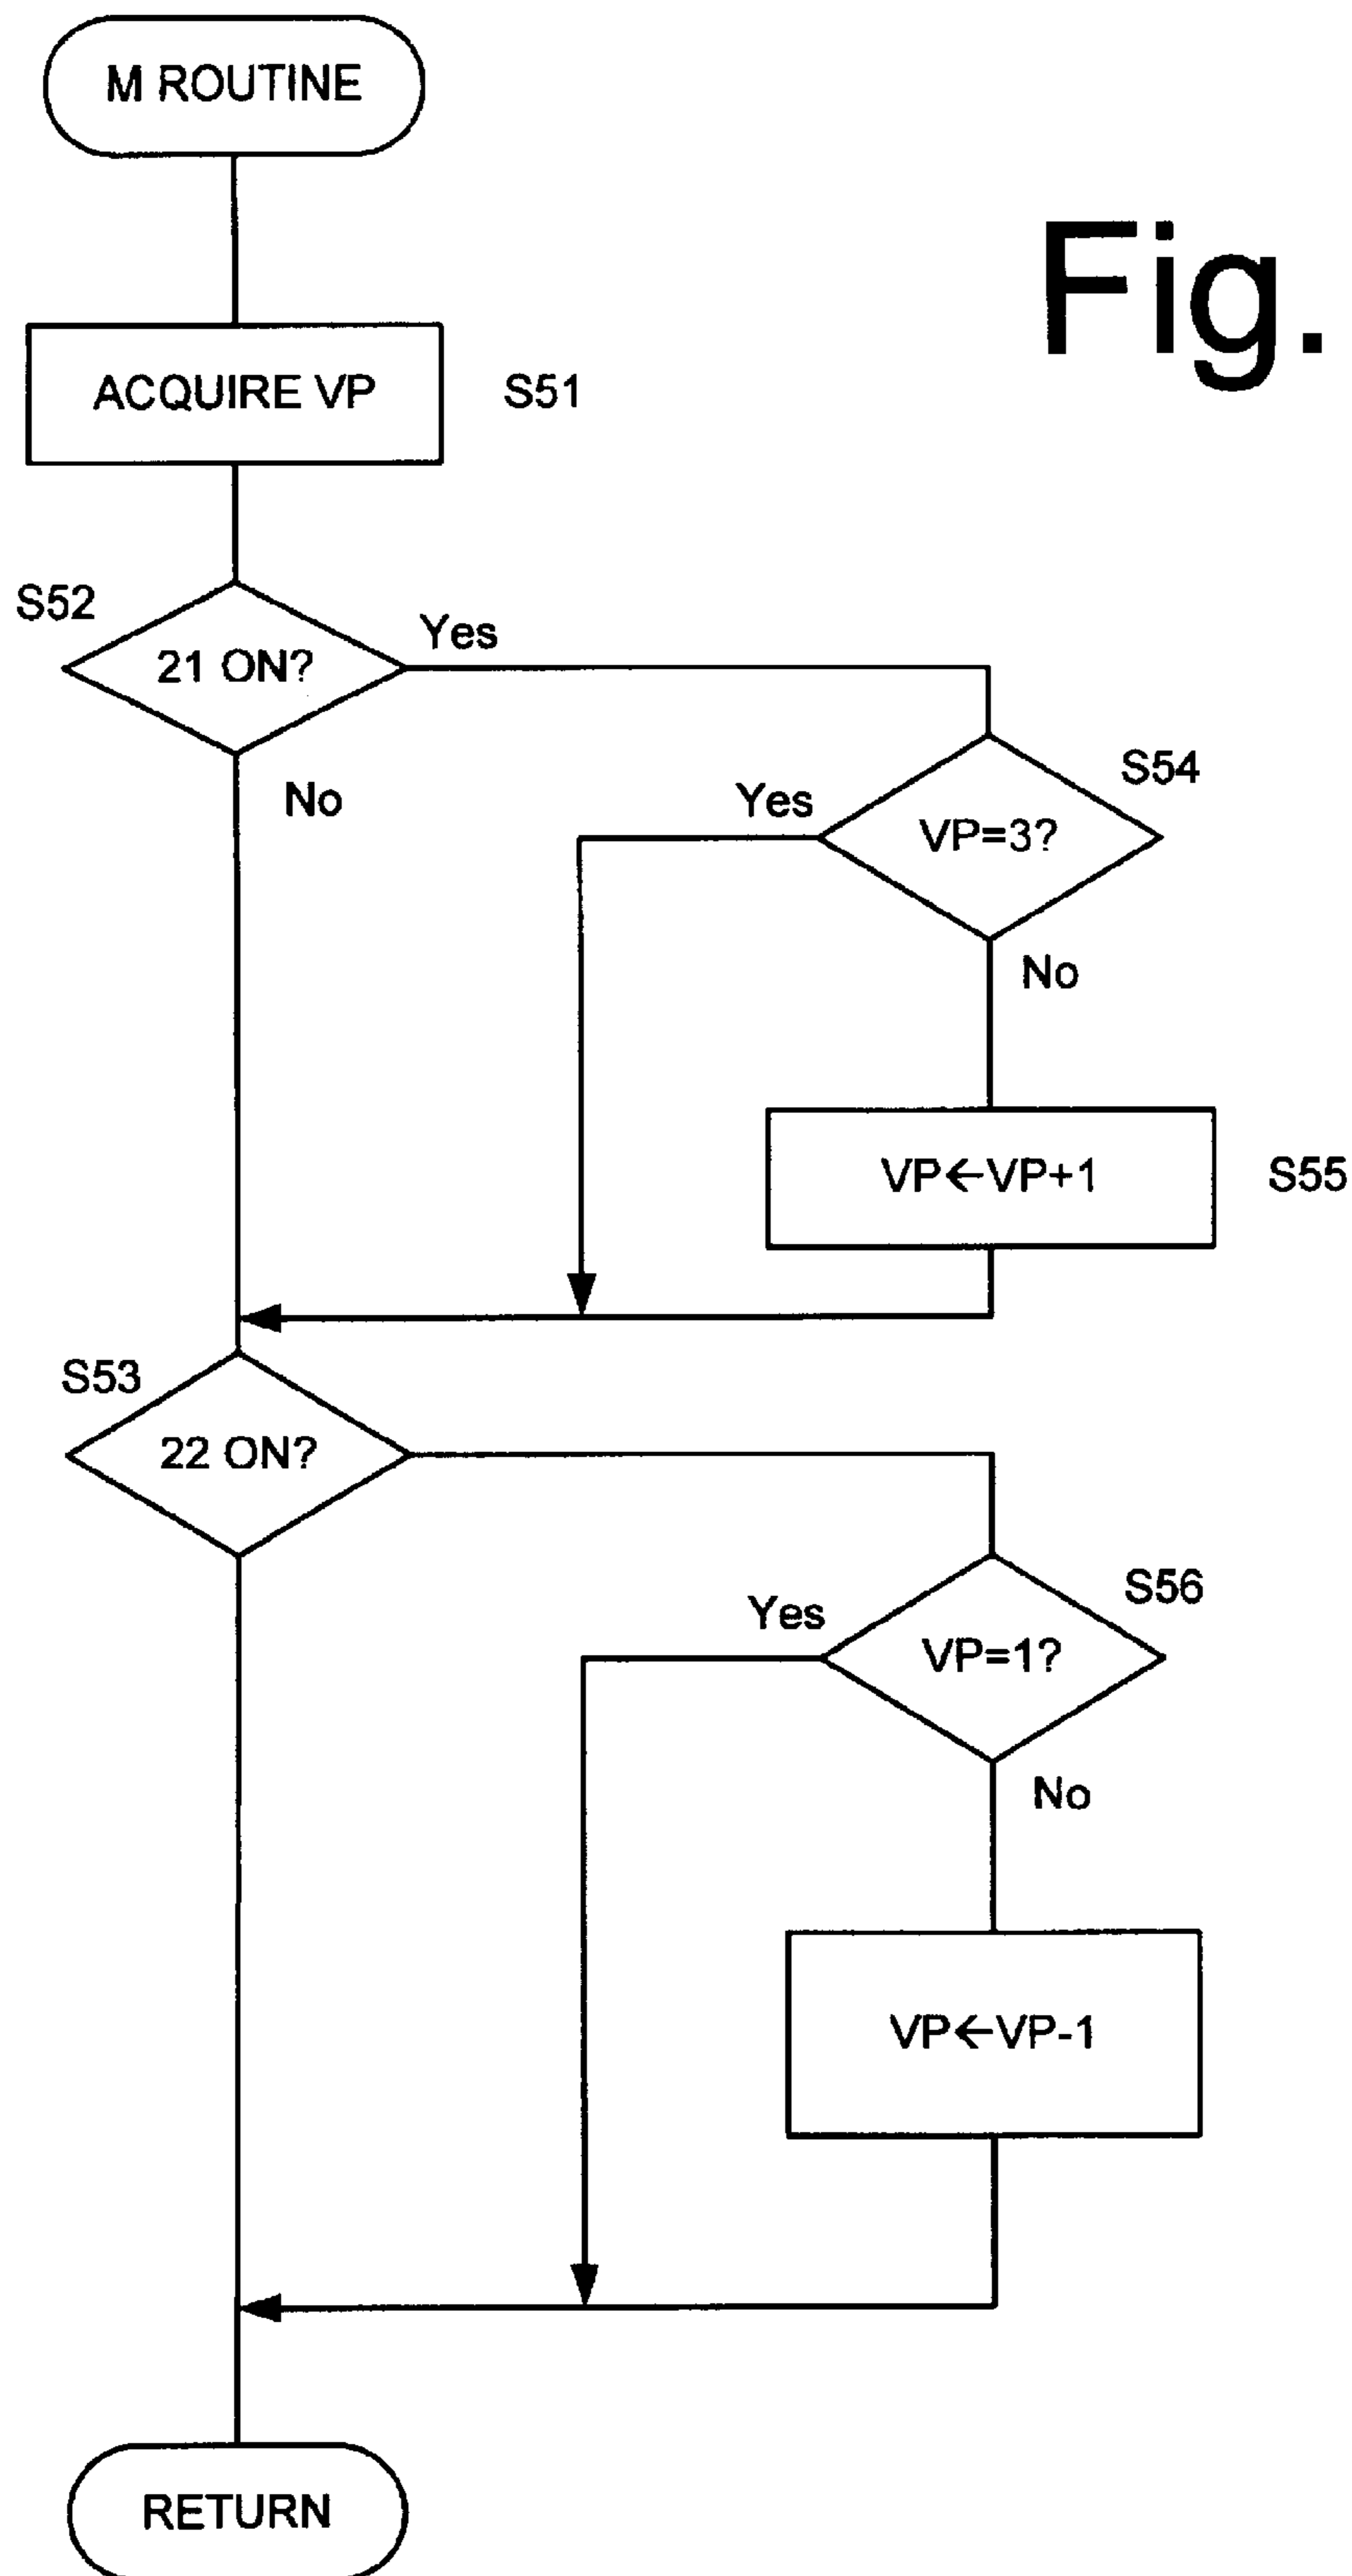 M ROUTINE
Fig.
ACQUIRE VP
S51
S52
21 ON?
Yes
No
S54
VP=3?
Yes
No
VP←VP+1
S55
S53
22 ON?
S56
VP=1?
Yes
No
VP←VP-1
RETURN